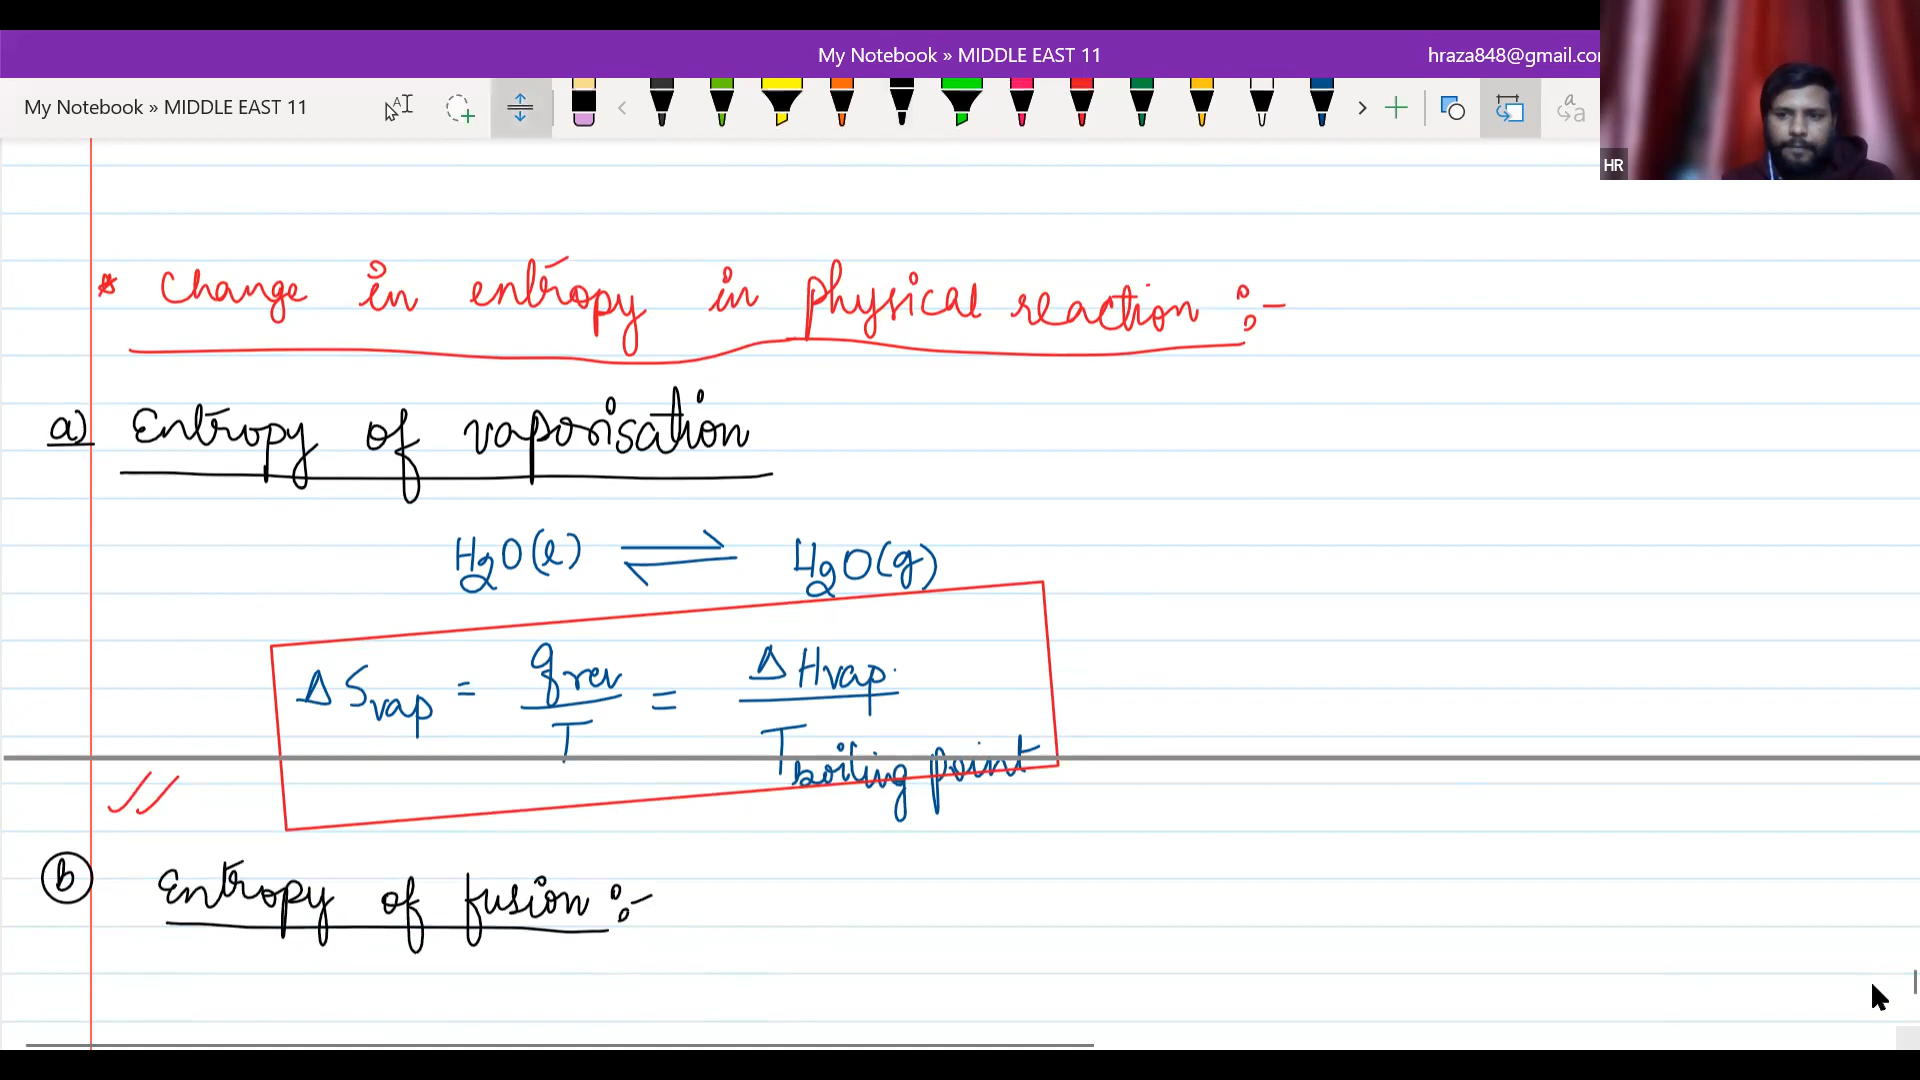 My Notebook » MIDDLE EAST 11
hraza848@gmail.co
My Notebook » MIDDLE EAST 11
HR
* Change in entropy in physical reaction :-
a) Entropy of vaporisation
H2O(l) ⇌ H2O(g)
ΔSvap = qrev/T = ΔHvap./Tboiling point
b Entropy of fusion :-